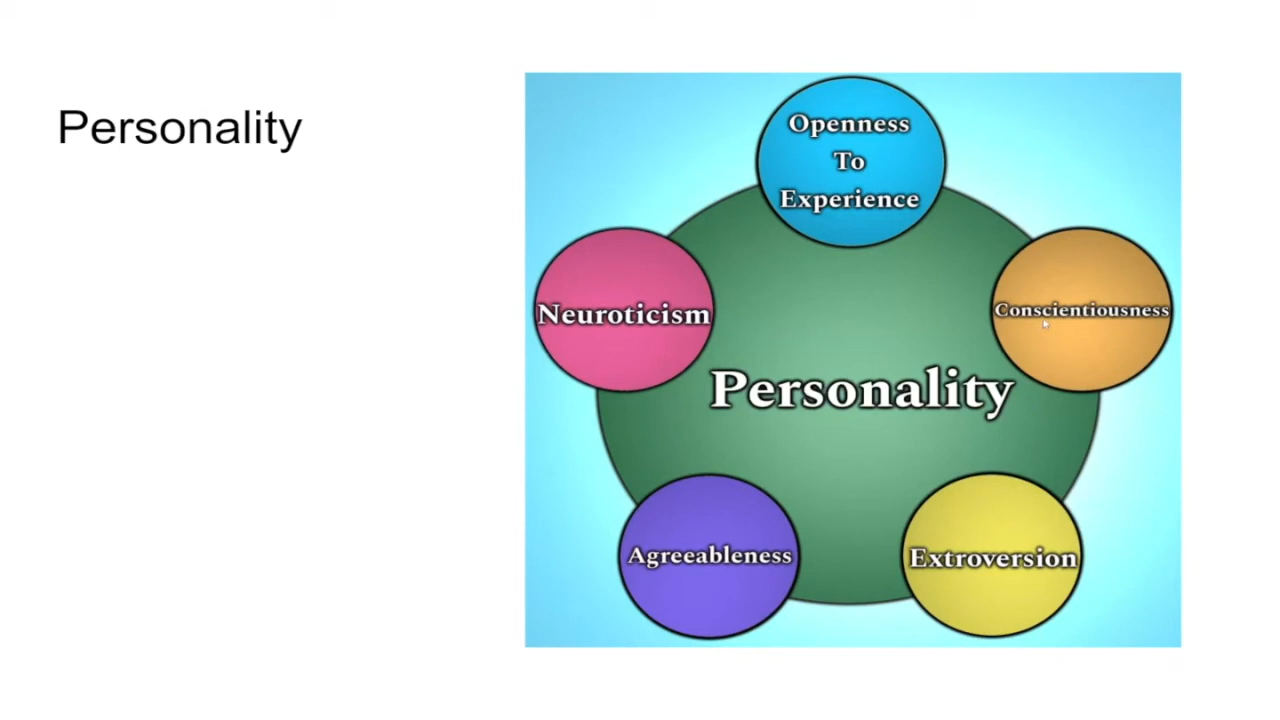 Personality
Openness
To
Experience
Neuroticism
Conscientiousness
Personality
Agreeableness
Extroversion